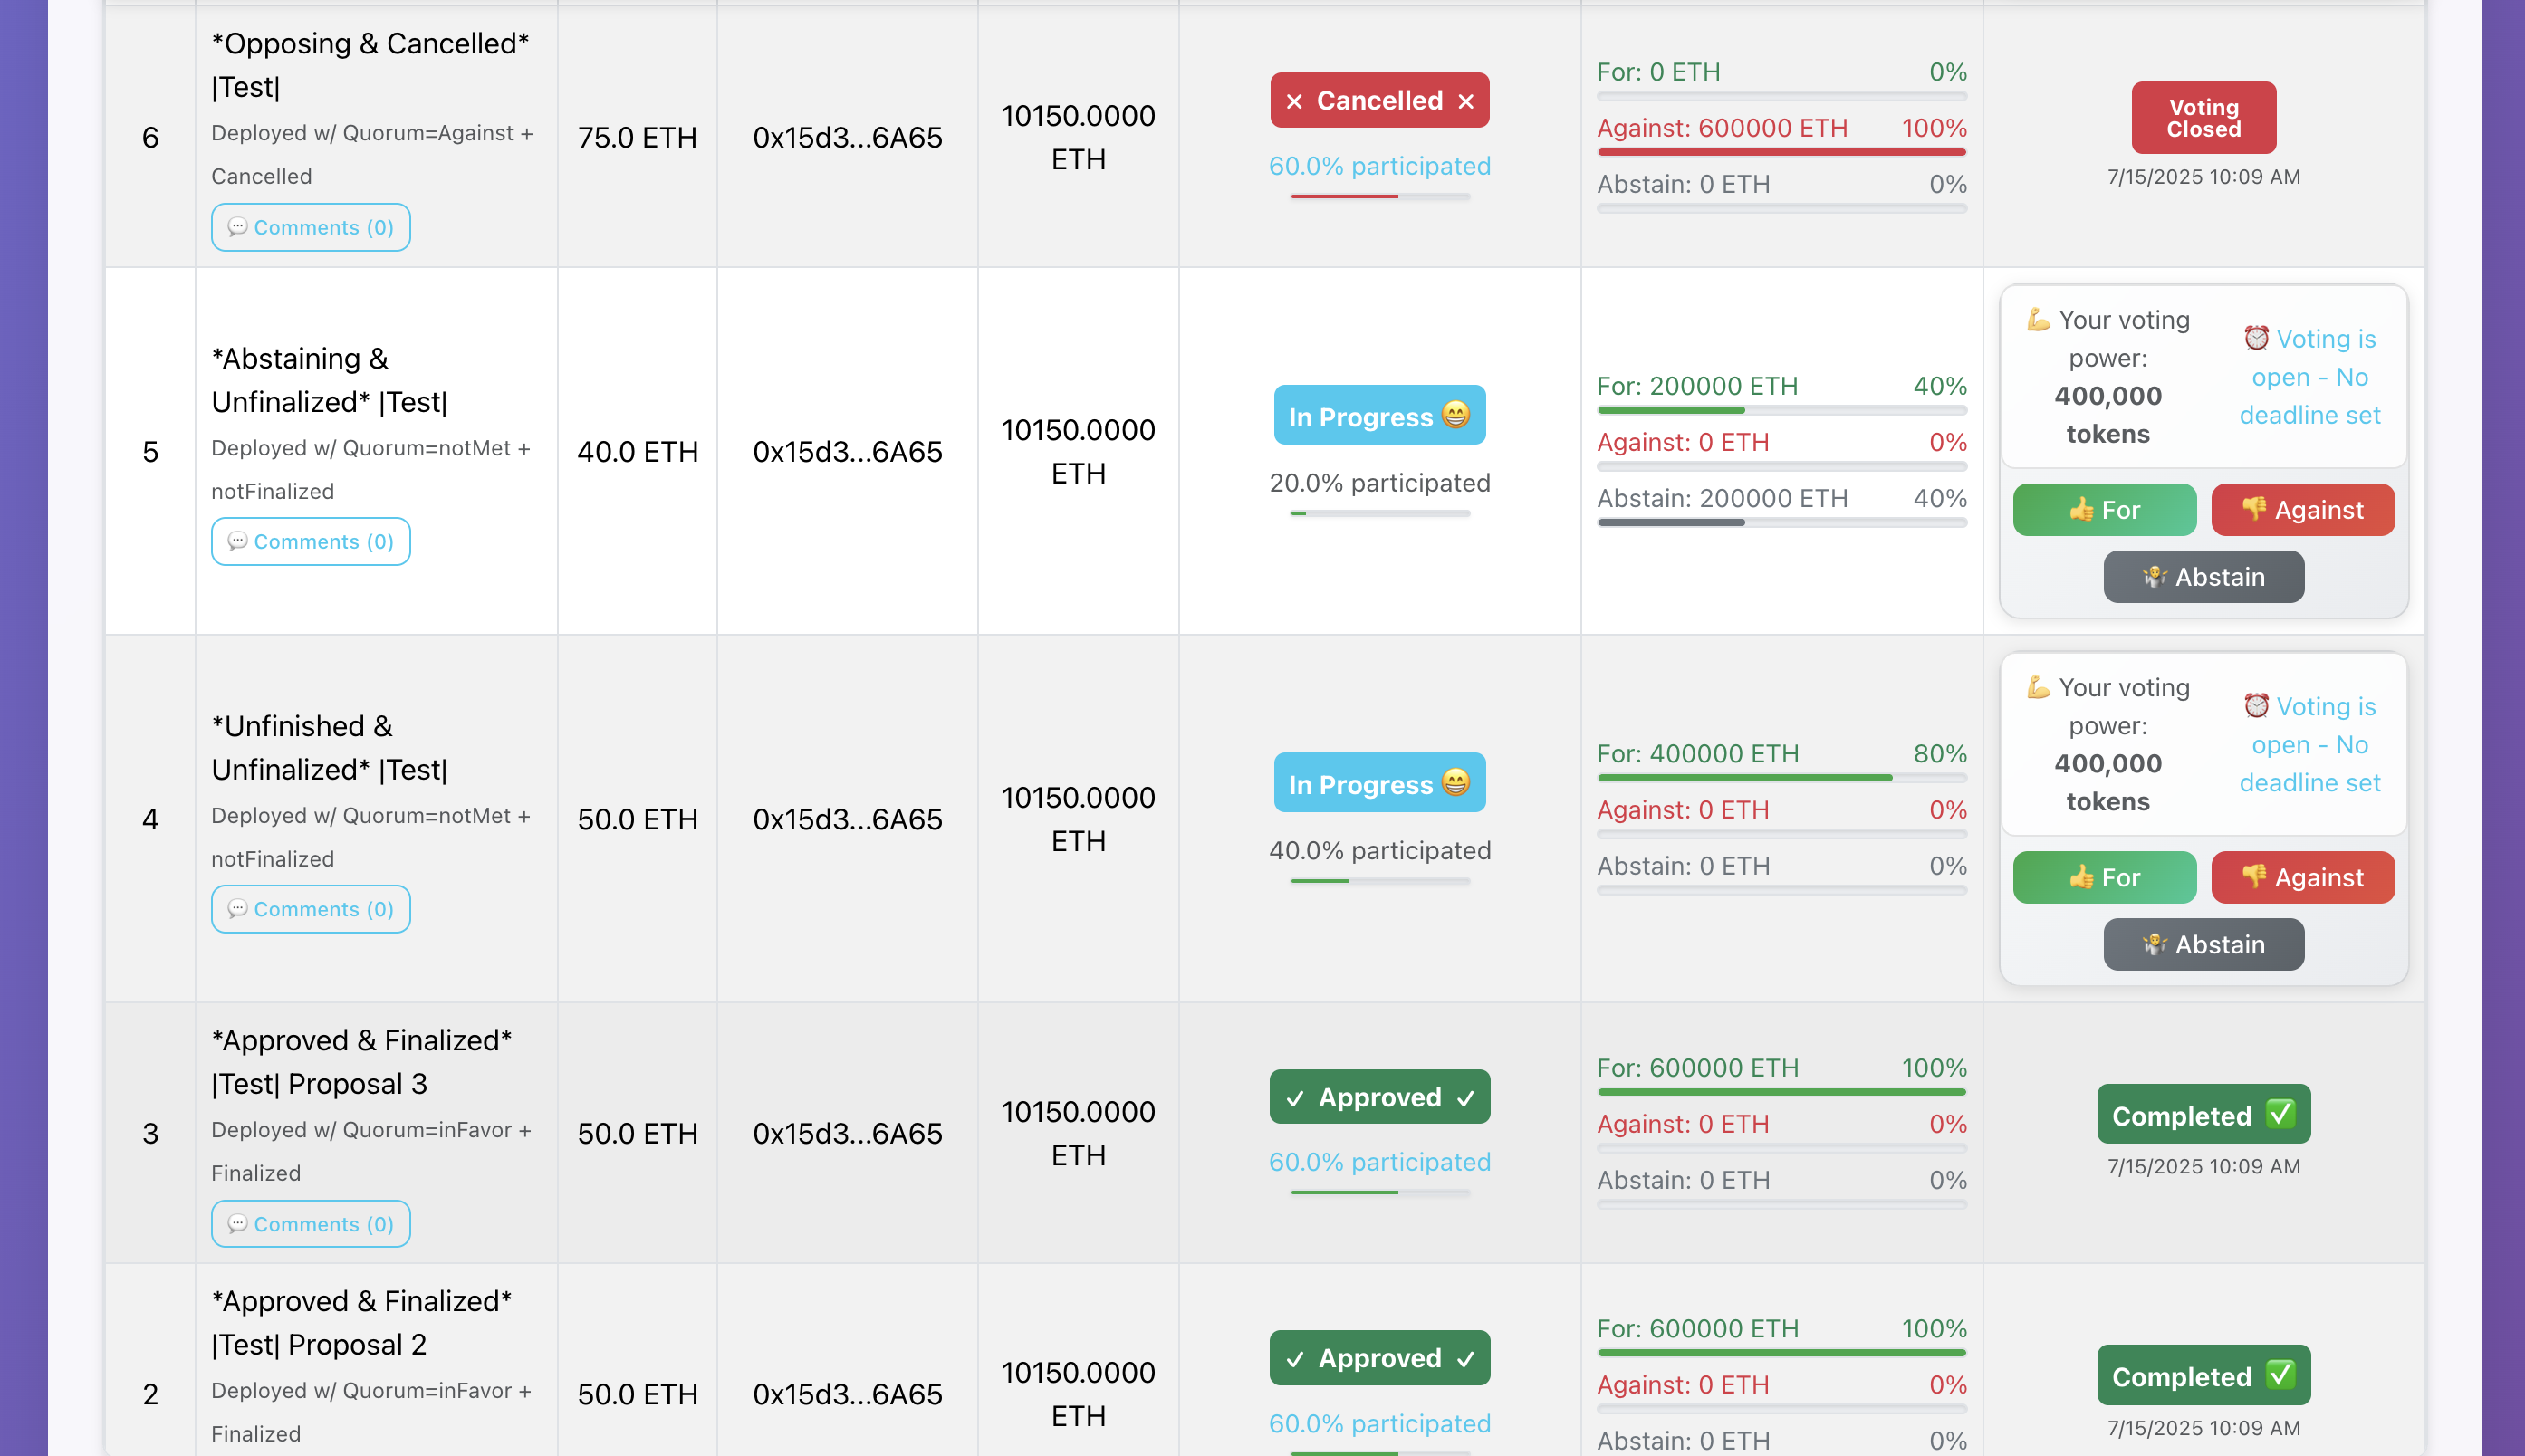 6
*Opposing & Cancelled*
|Test|
Deployed w/ Quorum=Against +
Cancelled
💬 Comments (0)
75.0 ETH
0x15d3...6A65
10150.0000
ETH
× Cancelled ×
60.0% participated
For: 0 ETH 0%
Against: 600000 ETH 100%
Abstain: 0 ETH 0%
Voting
Closed
7/15/2025 10:09 AM
5
*Abstaining &
Unfinalized* |Test|
Deployed w/ Quorum=notMet +
notFinalized
💬 Comments (0)
40.0 ETH
0x15d3...6A65
10150.0000
ETH
In Progress 😁
20.0% participated
For: 200000 ETH 40%
Against: 0 ETH 0%
Abstain: 200000 ETH 40%
💪 Your voting
power:
400,000
tokens
⏰ Voting is
open - No
deadline set
👍 For
👎 Against
🤷 Abstain
4
*Unfinished &
Unfinalized* |Test|
Deployed w/ Quorum=notMet +
notFinalized
💬 Comments (0)
50.0 ETH
0x15d3...6A65
10150.0000
ETH
In Progress 😁
40.0% participated
For: 400000 ETH 80%
Against: 0 ETH 0%
Abstain: 0 ETH 0%
💪 Your voting
power:
400,000
tokens
⏰ Voting is
open - No
deadline set
👍 For
👎 Against
🤷 Abstain
3
*Approved & Finalized*
|Test| Proposal 3
Deployed w/ Quorum=inFavor +
Finalized
💬 Comments (0)
50.0 ETH
0x15d3...6A65
10150.0000
ETH
✓ Approved ✓
60.0% participated
For: 600000 ETH 100%
Against: 0 ETH 0%
Abstain: 0 ETH 0%
Completed ✅
7/15/2025 10:09 AM
2
*Approved & Finalized*
|Test| Proposal 2
Deployed w/ Quorum=inFavor +
Finalized
50.0 ETH
0x15d3...6A65
10150.0000
ETH
✓ Approved ✓
60.0% participated
For: 600000 ETH 100%
Against: 0 ETH 0%
Abstain: 0 ETH 0%
Completed ✅
7/15/2025 10:09 AM